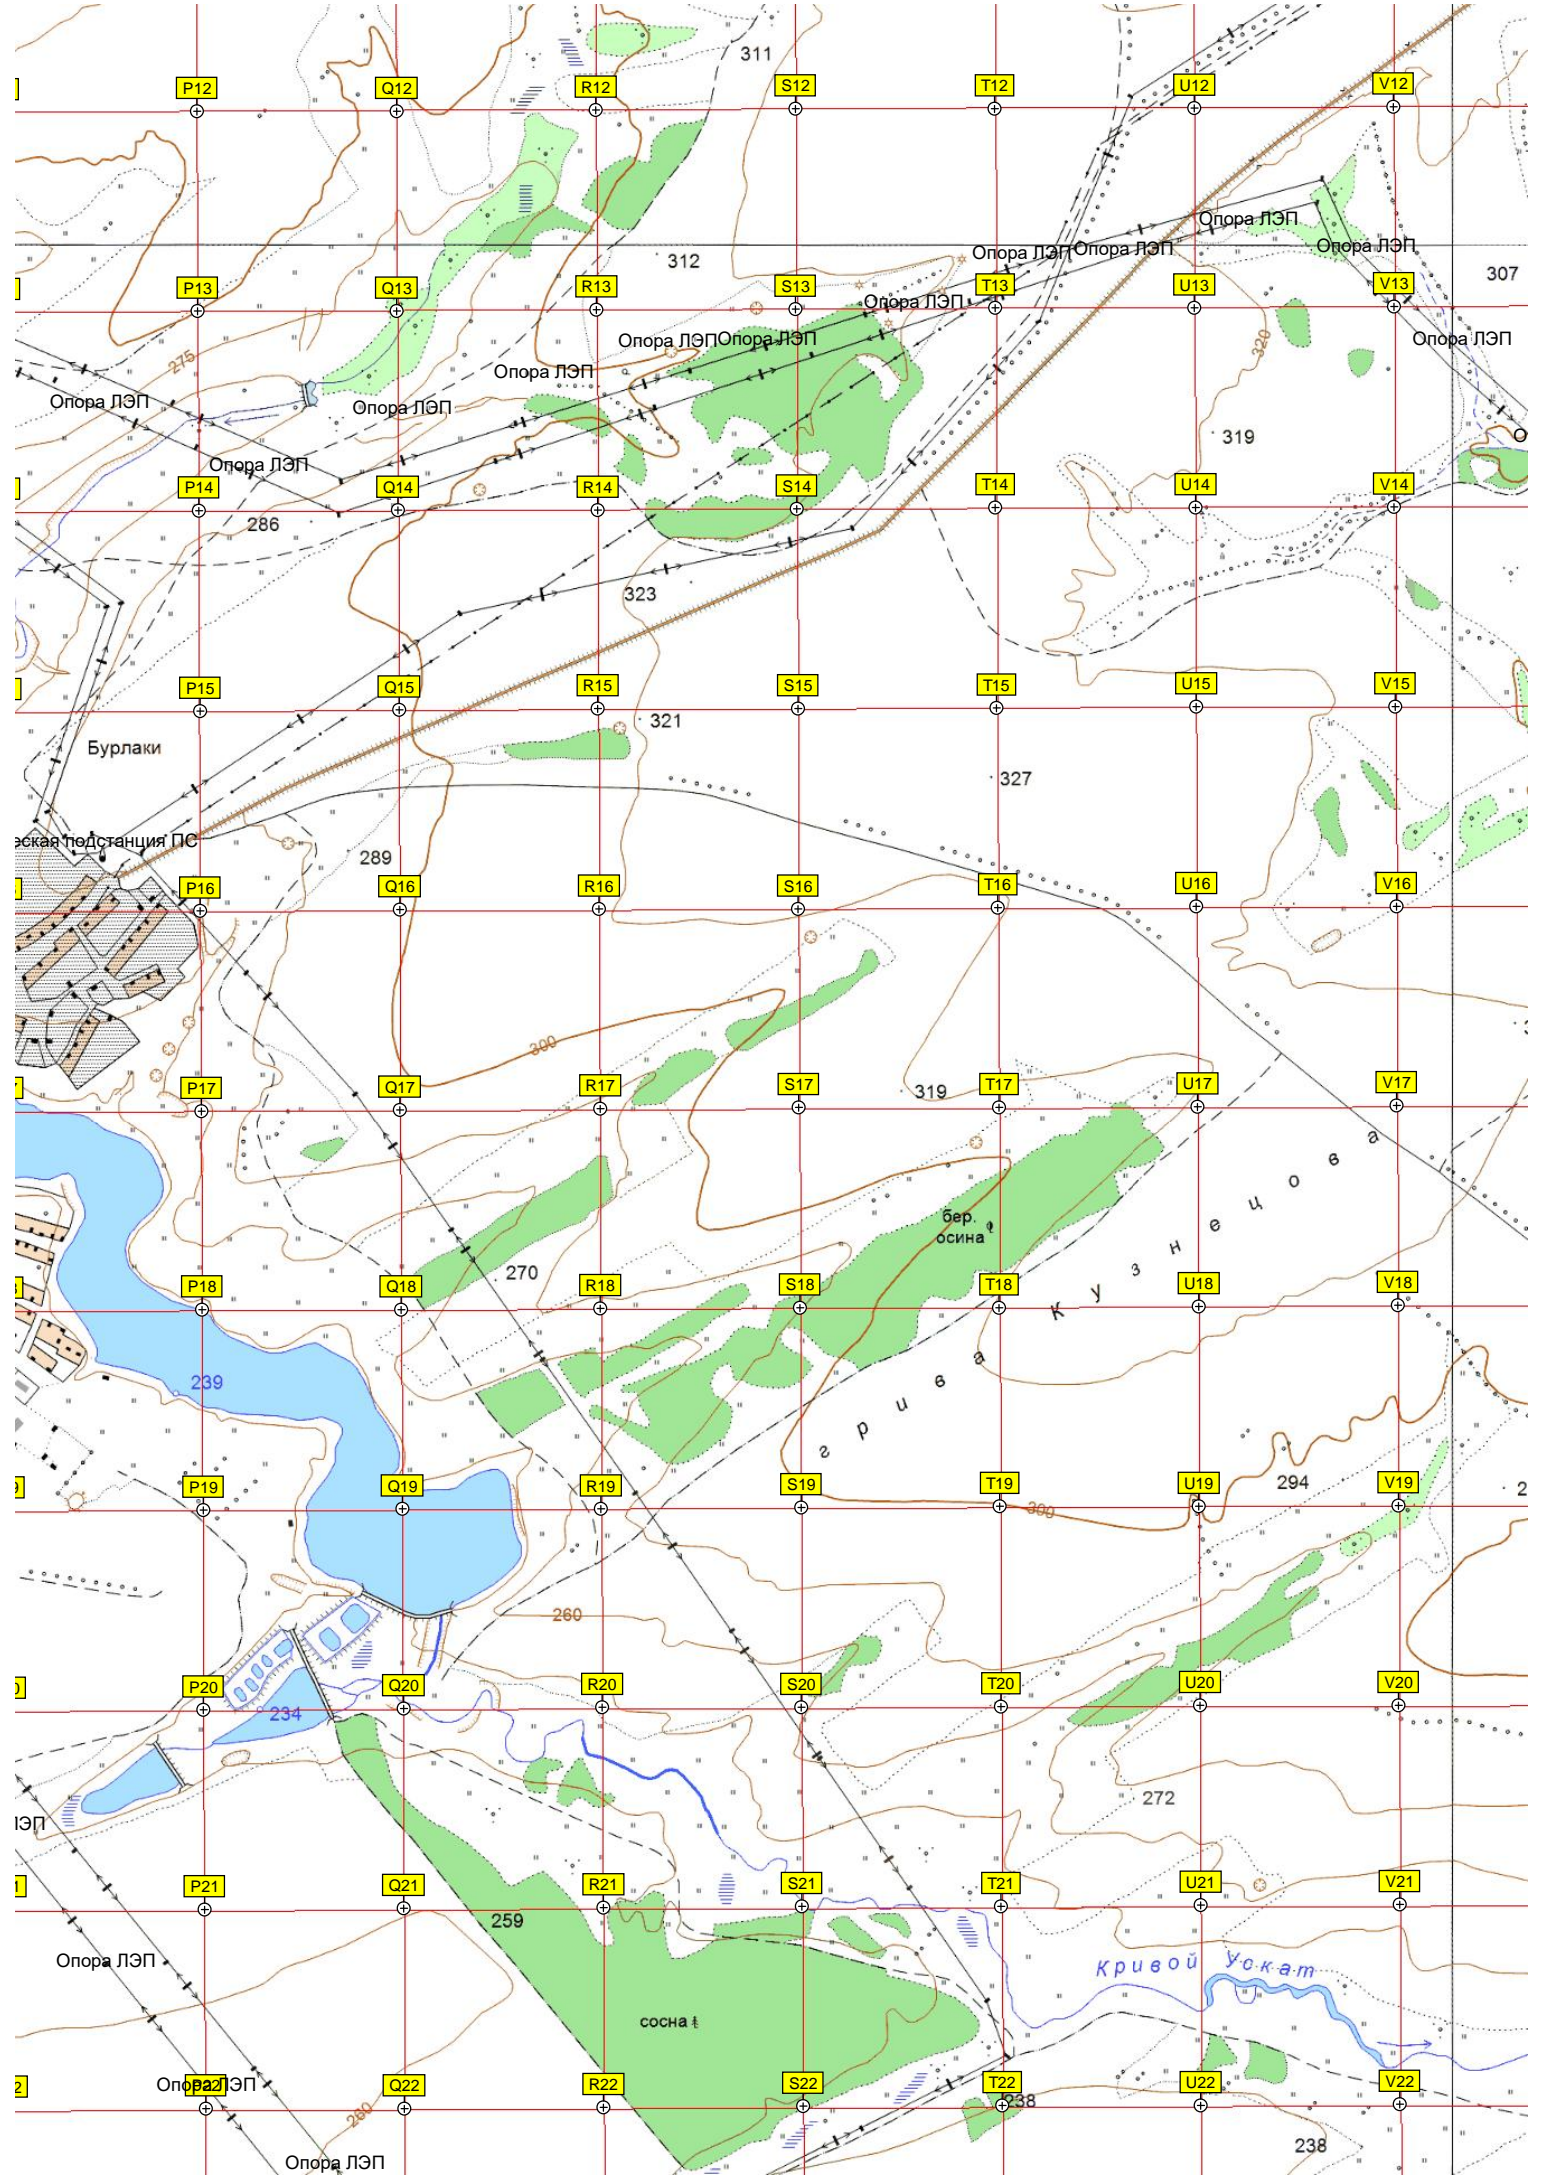 311
P12 Q12 R12 S12 T12 U12 V12
Опора ЛЭП
Опора ЛЭП Опора ЛЭП Опора ЛЭП
312
307
P13 Q13 R13 S13 T13 U13 V13
Опора ЛЭП
Опора ЛЭП Опора ЛЭП
Опора ЛЭП
320
275
Опора ЛЭП
Опора ЛЭП
Опора ЛЭП
319
Опора ЛЭП
P14 Q14 R14 S14 T14 U14 V14
286
323
P15 Q15 R15 S15 T15 U15 V15
321
Бурлаки
327
подстанция ПС
289
P16 Q16 R16 S16 T16 U16 V16
300
P17 Q17 R17 S17 T17 U17 V17
319
бер.
осина
270
грива Кузнецова
P18 Q18 R18 S18 T18 U18 V18
239
294
P19 Q19 R19 S19 T19 U19 V19
300
260
P20 Q20 R20 S20 T20 U20 V20
234
272
P21 Q21 R21 S21 T21 U21 V21
259
Опора ЛЭП
Кривой Ускат
сосна
Опора ЛЭП
P22 Q22 R22 S22 T22 U22 V22
238
260
238
Опора ЛЭП